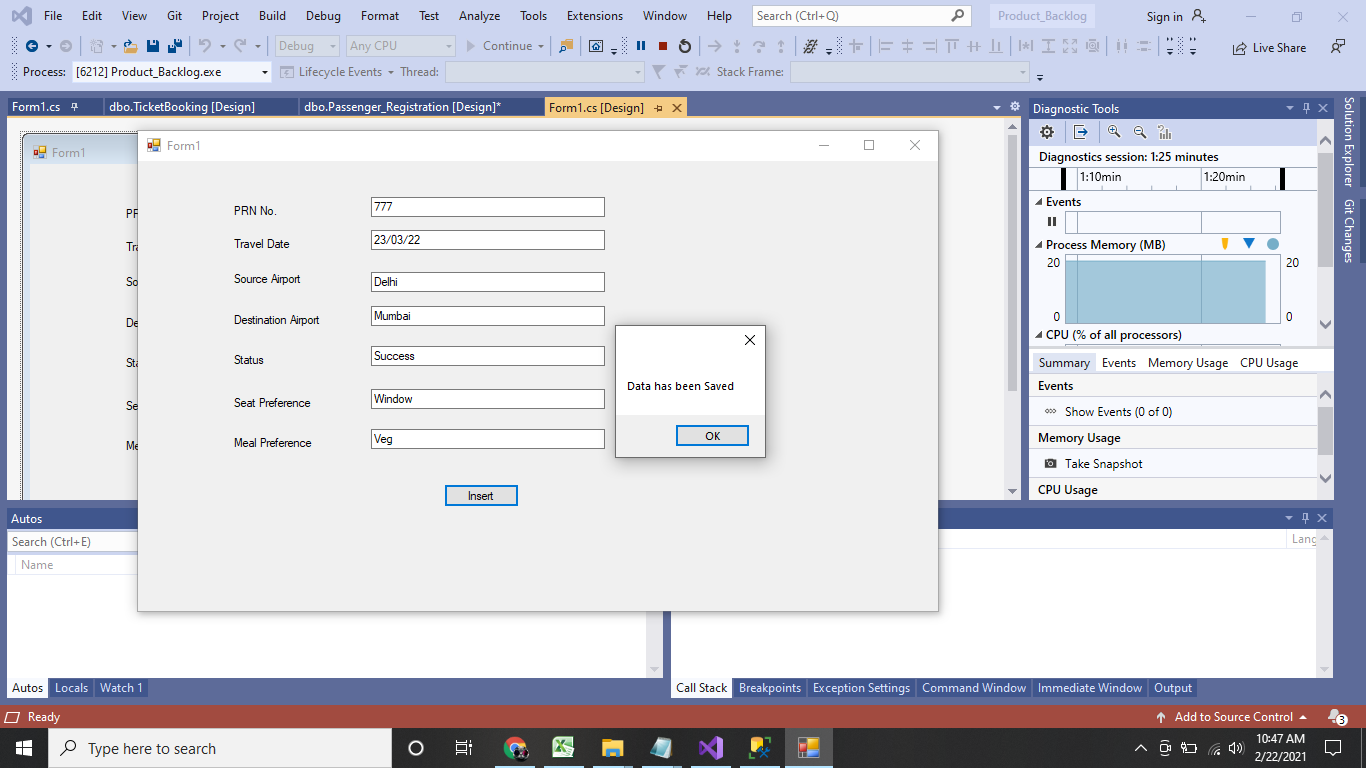 File Edit View Git Project Build Debug Format Test Analyze Tools Extensions Window Help Search (Ctrl+Q) Product_Backlog Sign in
Debug Any CPU Continue Live Share
Process: [6212] Product_Backlog.exe Lifecycle Events Thread: Stack Frame:
Form1.cs dbo.TicketBooking [Design] dbo.Passenger_Registration [Design]* Form1.cs [Design]
Diagnostic Tools
Solution Explorer
Git Changes
Form1
Form1
PRN No. 777
Travel Date 23/03/22
Source Airport Delhi
Destination Airport Mumbai
Status Success
Seat Preference Window
Meal Preference Veg
Insert
Data has been Saved
OK
Diagnostics session: 1:25 minutes
1:10min 1:20min
Events
Process Memory (MB)
20 20
0 0
CPU (% of all processors)
Summary Events Memory Usage CPU Usage
Events
Show Events (0 of 0)
Memory Usage
Take Snapshot
CPU Usage
Autos
Search (Ctrl+E)
Name
Lang
Autos Locals Watch 1
Call Stack Breakpoints Exception Settings Command Window Immediate Window Output
Ready Add to Source Control 3
Type here to search
10:47 AM
2/22/2021